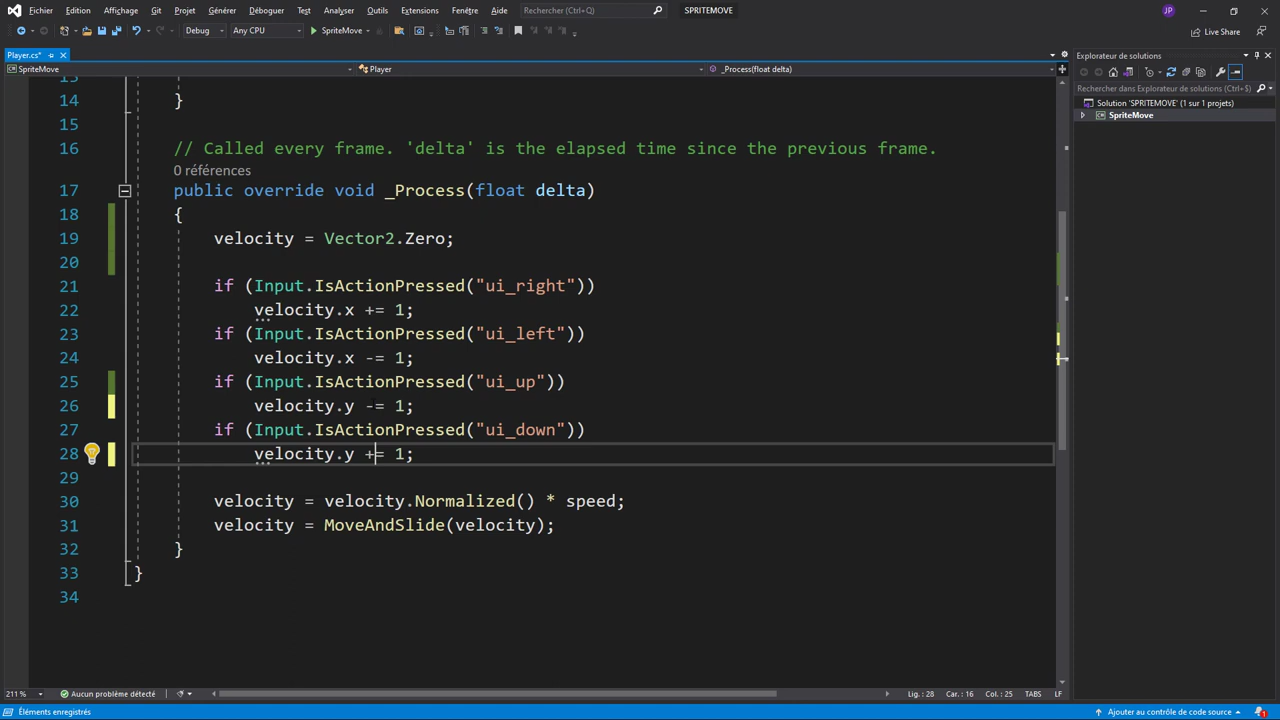 Fichier Édition Affichage Git Projet Générer Déboguer Test Analyser Outils Extensions Fenêtre Aide Rechercher (Ctrl+Q) SPRITEMOVE JP
Debug Any CPU SpriteMove Live Share
Player.cs* Explorateur de solutions
SpriteMove Player _Process(float delta)
Rechercher dans Explorateur de solutions (Ctrl+$)
Solution 'SPRITEMOVE' (1 sur 1 projets)
SpriteMove
13
14 }
15
16 // Called every frame. 'delta' is the elapsed time since the previous frame.
0 références
17 public override void _Process(float delta)
18 {
19 velocity = Vector2.Zero;
20
21 if (Input.IsActionPressed("ui_right"))
22 velocity.x += 1;
23 if (Input.IsActionPressed("ui_left"))
24 velocity.x -= 1;
25 if (Input.IsActionPressed("ui_up"))
26 velocity.y -= 1;
27 if (Input.IsActionPressed("ui_down"))
28 velocity.y += 1;
29
30 velocity = velocity.Normalized() * speed;
31 velocity = MoveAndSlide(velocity);
32 }
33 }
34
211 % Aucun problème détecté Lig. : 28 Car. : 16 Col. : 25 TABS LF
Éléments enregistrés Ajouter au contrôle de code source 1